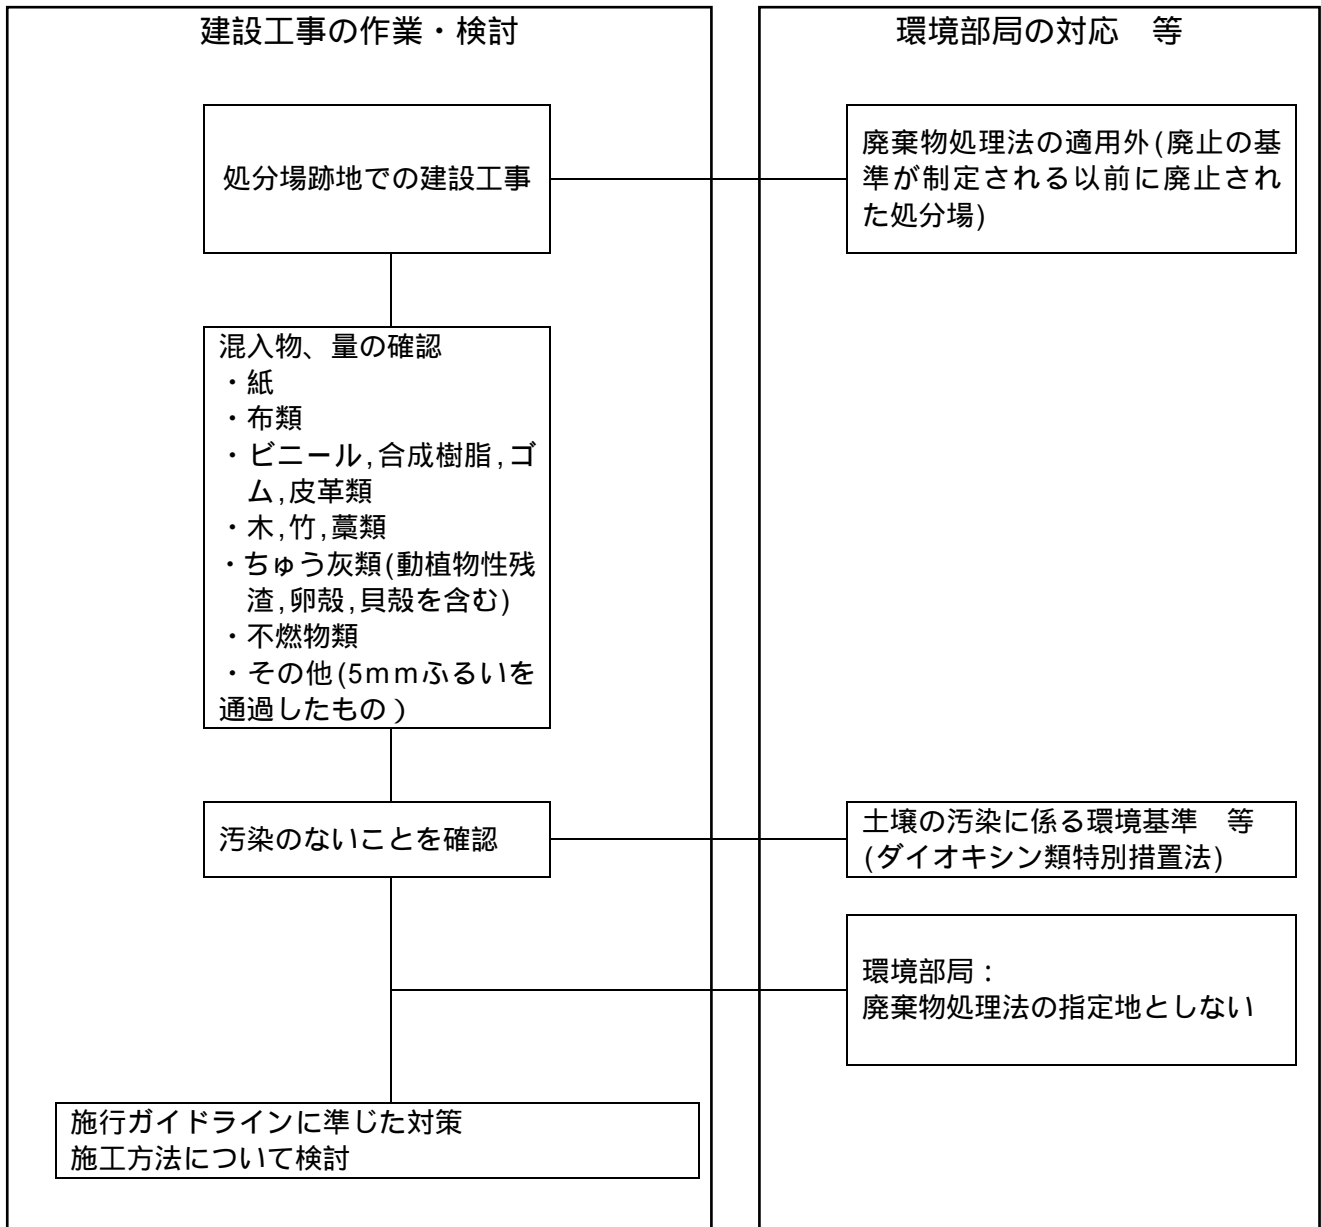 建設工事の作業・検討
環境部局の対応　等
処分場跡地での建設工事
廃棄物処理法の適用外(廃止の基
準が制定される以前に廃止され
た処分場)
混入物、量の確認
・紙
・布類
・ビニール,合成樹脂,ゴ
ム,皮革類
・木,竹,藁類
・ちゅう灰類(動植物性残
渣,卵殻,貝殻を含む)
・不燃物類
・その他(5mmふるいを
通過したもの）
汚染のないことを確認
土壌の汚染に係る環境基準　等
(ダイオキシン類特別措置法)
環境部局：
廃棄物処理法の指定地としない
施行ガイドラインに準じた対策
施工方法について検討